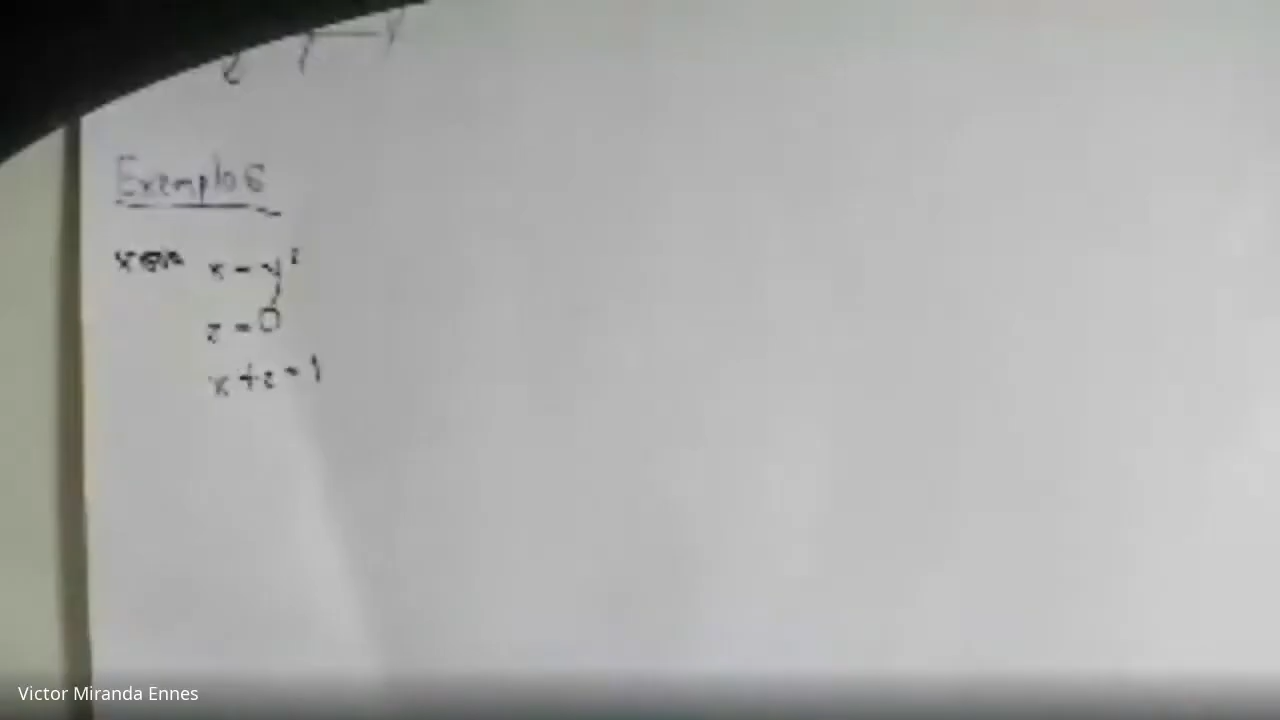 Exemplo 6
x = y²
z = 0
x + z = 1
Victor Miranda Ennes